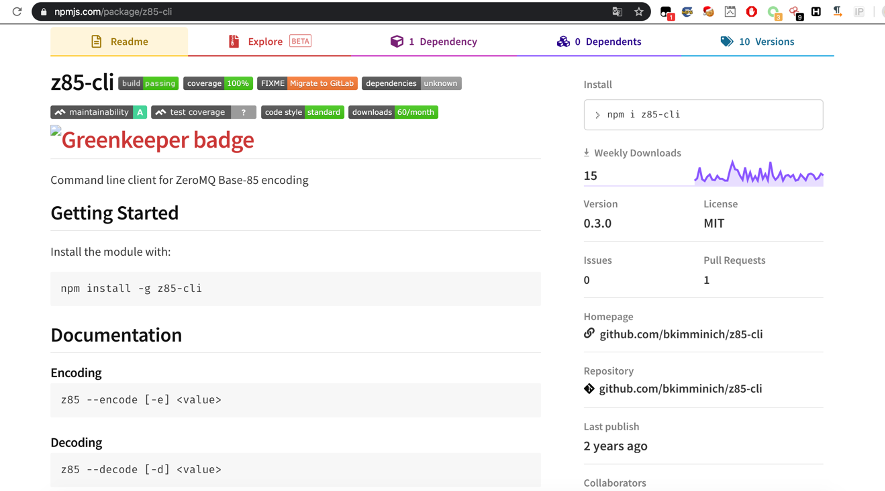 npmjs.com/package/z85-cli
Readme
Explore BETA
1 Dependency
0 Dependents
10 Versions
z85-cli build passing coverage 100% FIXME Migrate to GitLab dependencies unknown
maintainability A test coverage ? code style standard downloads 60/month
Greenkeeper badge
Command line client for ZeroMQ Base-85 encoding
Getting Started
Install the module with:
npm install -g z85-cli
Documentation
Encoding
z85 --encode [-e] <value>
Decoding
z85 --decode [-d] <value>
Install
> npm i z85-cli
Weekly Downloads
15
Version
0.3.0
License
MIT
Issues
0
Pull Requests
1
Homepage
github.com/bkimminich/z85-cli
Repository
github.com/bkimminich/z85-cli
Last publish
2 years ago
Collaborators